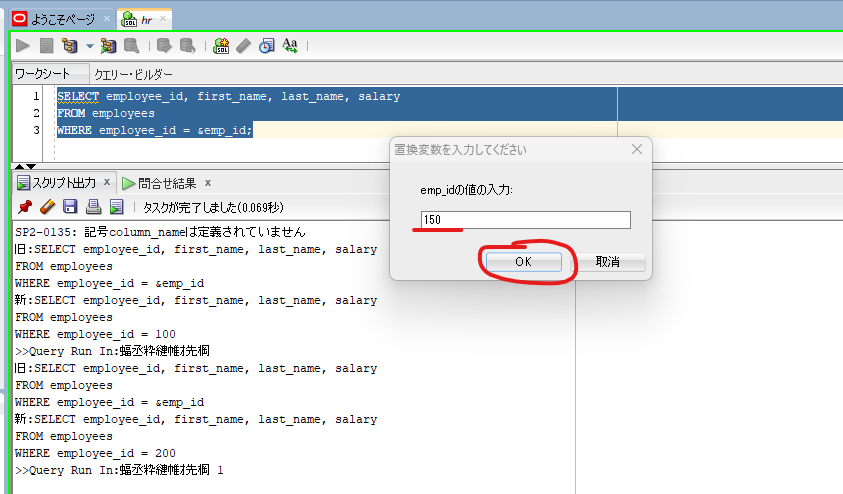 ようこそページ
hr
ワークシート
クエリー・ビルダー
1 SELECT employee_id, first_name, last_name, salary
2 FROM employees
3 WHERE employee_id = &emp_id;
置換変数を入力してください
emp_idの値の入力:
150
OK
取消
スクリプト出力
問合せ結果
タスクが完了しました(0.069秒)
SP2-0135: 記号column_nameは定義されていません
旧:SELECT employee_id, first_name, last_name, salary
FROM employees
WHERE employee_id = &emp_id
新:SELECT employee_id, first_name, last_name, salary
FROM employees
WHERE employee_id = 100
>>Query Run In:
旧:SELECT employee_id, first_name, last_name, salary
FROM employees
WHERE employee_id = &emp_id
新:SELECT employee_id, first_name, last_name, salary
FROM employees
WHERE employee_id = 200
>>Query Run In: 1